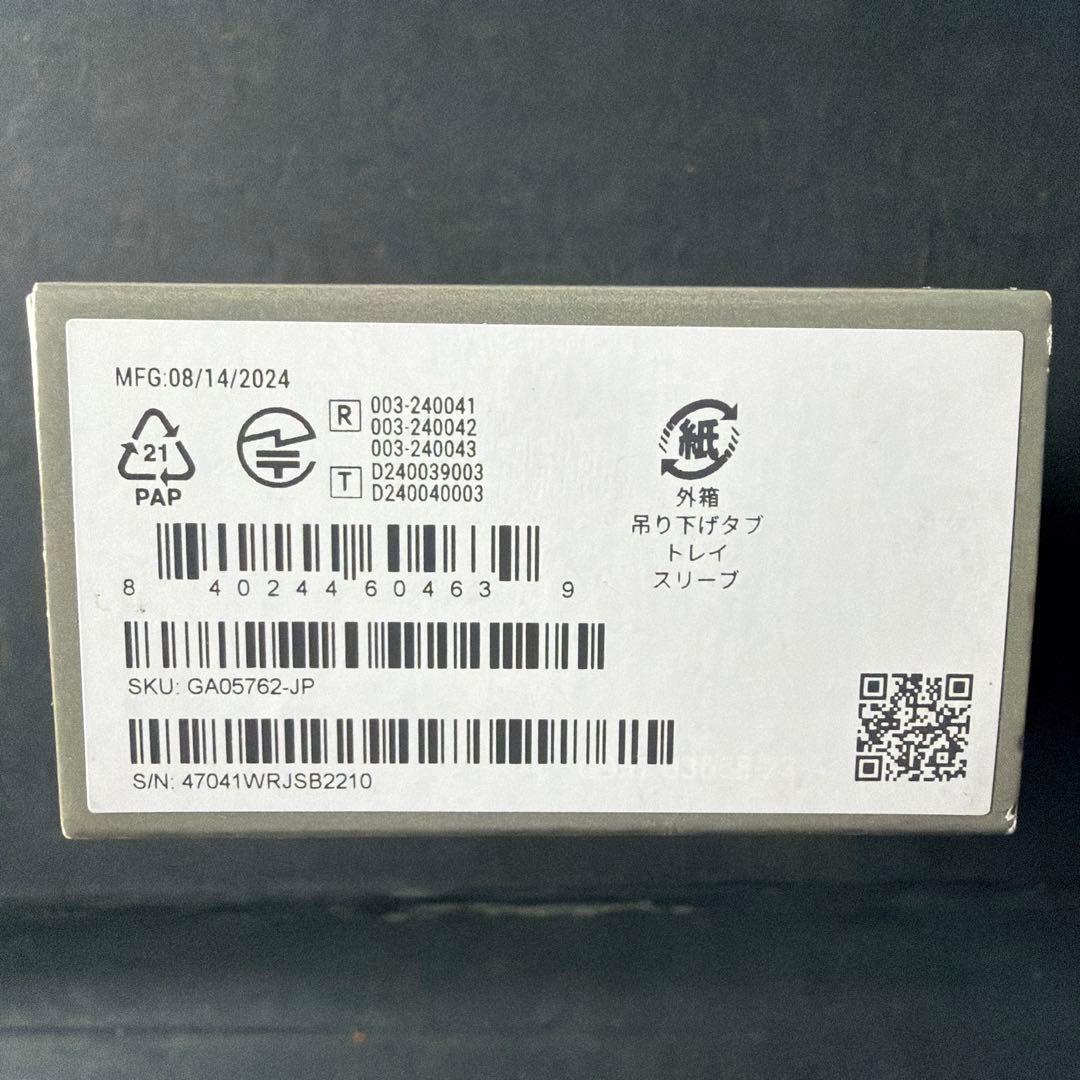 MFG:08/14/2024
21
PAP
R 003-240041
003-240042
003-240043
T D240039003
D240040003
紙
外箱
吊り下げタブ
トレイ
スリーブ
8 40244 60463 9
SKU: GA05762-JP
S/N: 47041WRJSB2210